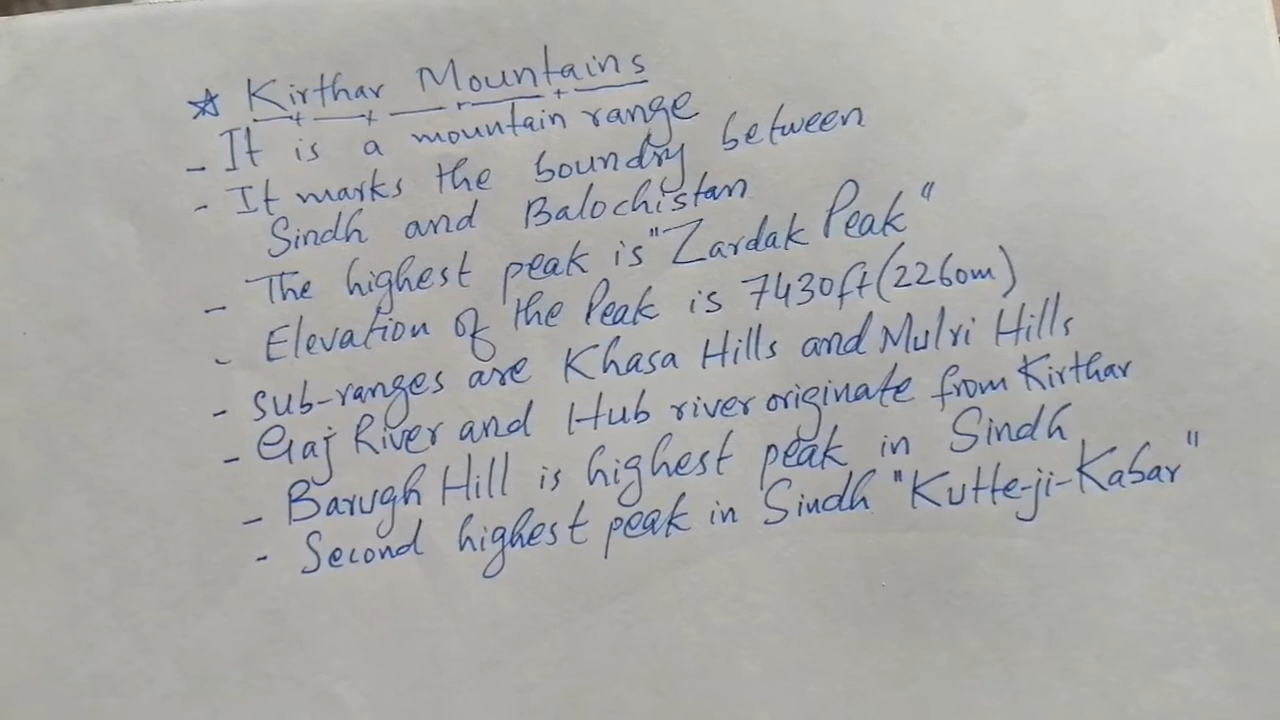 ☆ Kirthar Mountains
- It is a mountain range
- It marks the boundry between
Sindh and Balochistan
- The highest peak is "Zardak Peak"
- Elevation of the Peak is 7430ft (2260m)
- Sub-ranges are Khasa Hills and Mulri Hills
- Gaj River and Hub river originate from Kirthar
- Barugh Hill is highest peak in Sindh
- Second highest peak in Sindh "Kutte-ji-Kabar"